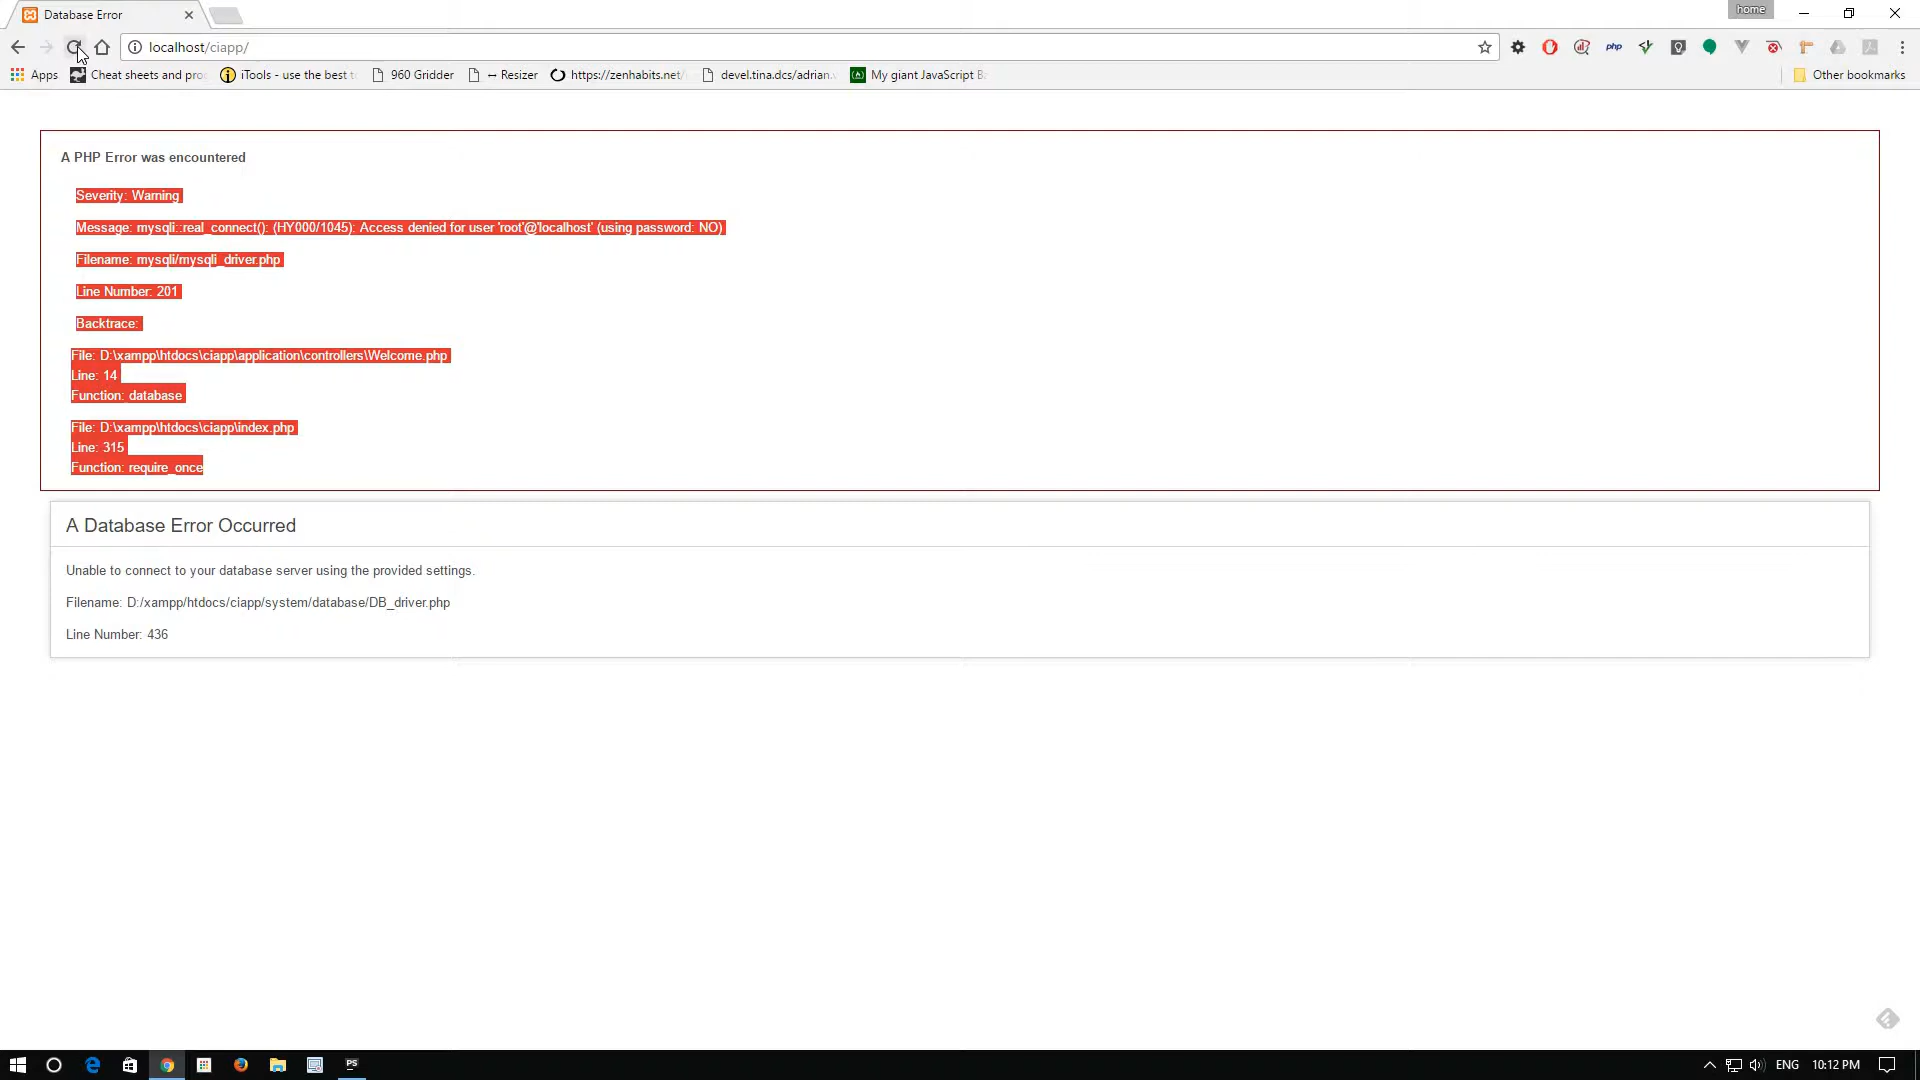 Database Error
home
localhost/ciapp/
php
Apps
Cheat sheets and pro
iTools - use the best t
960 Gridder
↔ Resizer
https://zenhabits.net/
devel.tina.dcs/adrian.
My giant JavaScript B
Other bookmarks
A PHP Error was encountered
Severity: Warning
Message: mysqli::real_connect(): (HY000/1045): Access denied for user 'root'@'localhost' (using password: NO)
Filename: mysqli/mysqli_driver.php
Line Number: 201
Backtrace:
File: D:\xampp\htdocs\ciapp\application\controllers\Welcome.php
Line: 14
Function: database
File: D:\xampp\htdocs\ciapp\index.php
Line: 315
Function: require_once
A Database Error Occurred
Unable to connect to your database server using the provided settings.
Filename: D:/xampp/htdocs/ciapp/system/database/DB_driver.php
Line Number: 436
PS
ENG
10:12 PM